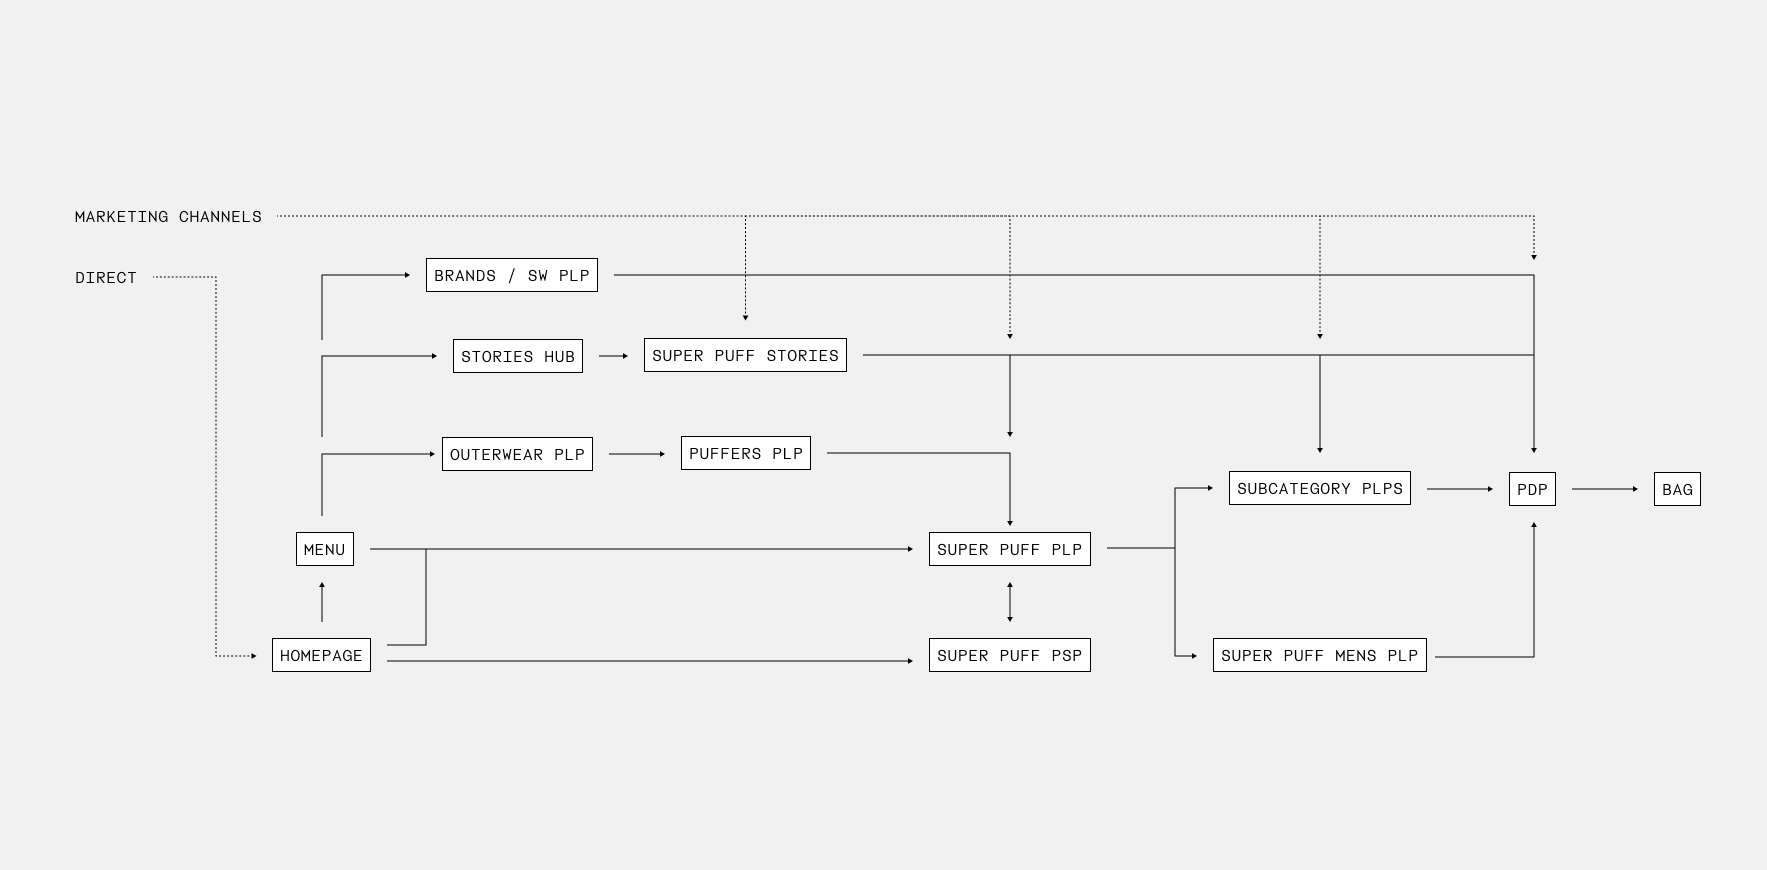 MARKETING CHANNELS
DIRECT
BRANDS / SW PLP
STORIES HUB
SUPER PUFF STORIES
OUTERWEAR PLP
PUFFERS PLP
SUBCATEGORY PLPS
PDP
BAG
MENU
SUPER PUFF PLP
HOMEPAGE
SUPER PUFF PSP
SUPER PUFF MENS PLP